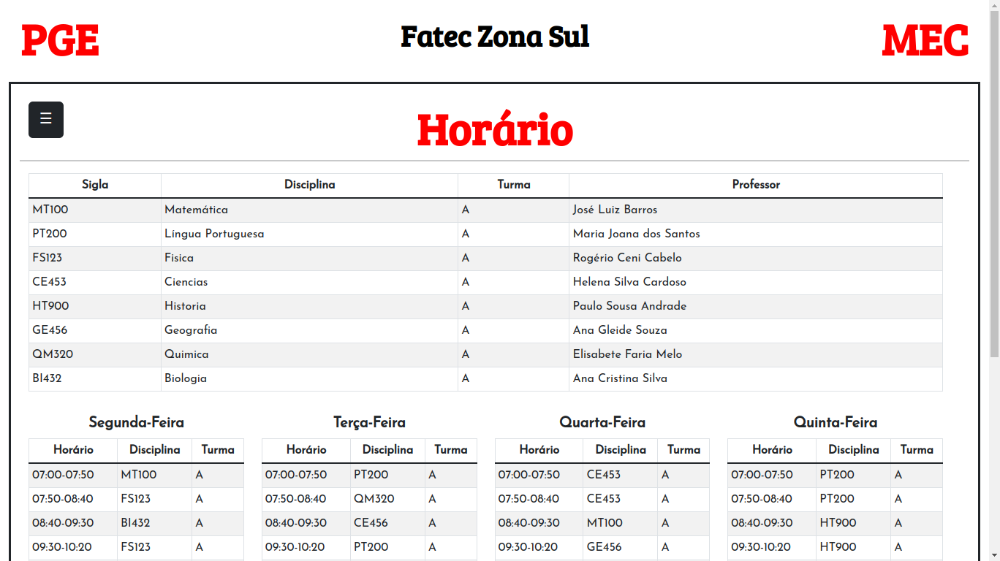 PGE Fatec Zona Sul MEC
☰ Horário
Sigla Disciplina Turma Professor
MT100 Matemática A José Luiz Barros
PT200 Língua Portuguesa A Maria Joana dos Santos
FS123 Fisica A Rogério Ceni Cabelo
CE453 Ciencias A Helena Silva Cardoso
HT900 Historia A Paulo Sousa Andrade
GE456 Geografia A Ana Gleide Souza
QM320 Quimica A Elisabete Faria Melo
BI432 Biologia A Ana Cristina Silva
Segunda-Feira Terça-Feira Quarta-Feira Quinta-Feira
Horário Disciplina Turma Horário Disciplina Turma Horário Disciplina Turma Horário Disciplina Turma
07:00-07:50 MT100 A 07:00-07:50 PT200 A 07:00-07:50 CE453 A 07:00-07:50 PT200 A
07:50-08:40 FS123 A 07:50-08:40 QM320 A 07:50-08:40 CE453 A 07:50-08:40 PT200 A
08:40-09:30 BI432 A 08:40-09:30 CE456 A 08:40-09:30 MT100 A 08:40-09:30 HT900 A
09:30-10:20 FS123 A 09:30-10:20 PT200 A 09:30-10:20 GE456 A 09:30-10:20 HT900 A